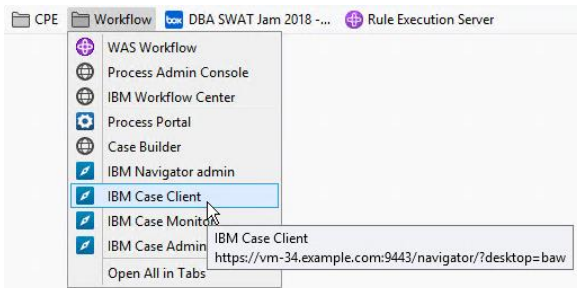 CPE Workflow box DBA SWAT Jam 2018 -... Rule Execution Server
WAS Workflow
Process Admin Console
IBM Workflow Center
Process Portal
Case Builder
IBM Navigator admin
IBM Case Client
IBM Case Monitor
IBM Case Admin
IBM Case Client
https://vm-34.example.com:9443/navigator/?desktop=baw
Open All in Tabs